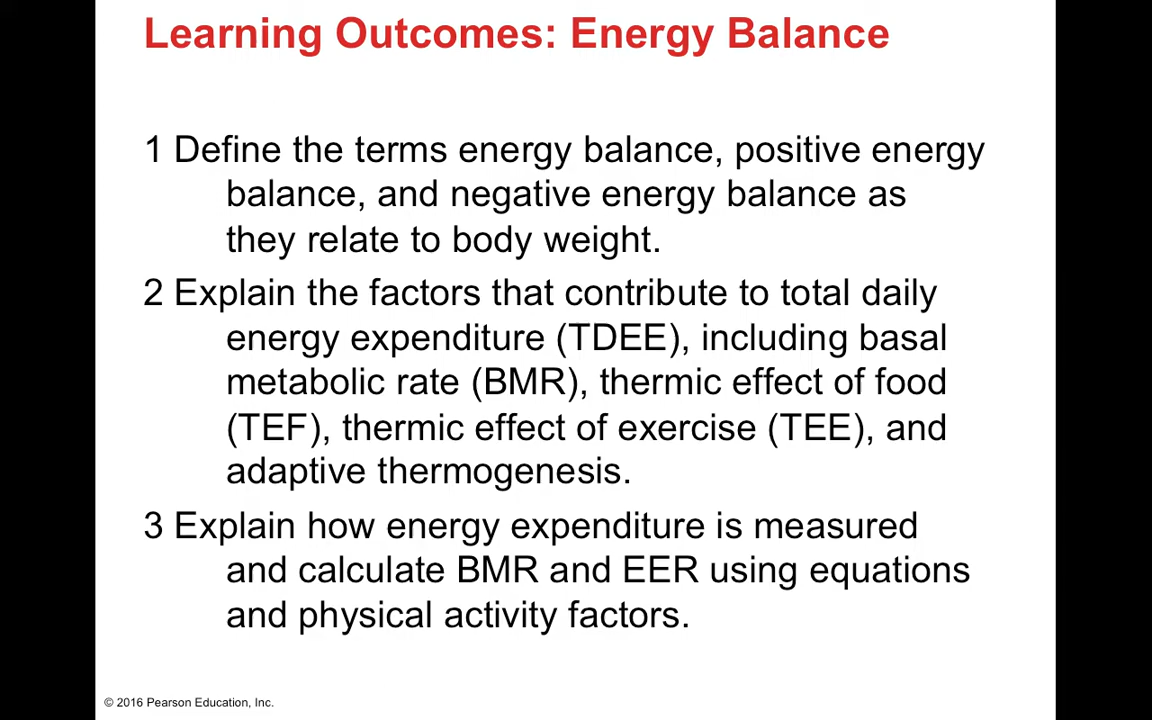 Learning Outcomes: Energy Balance
1 Define the terms energy balance, positive energy
balance, and negative energy balance as
they relate to body weight.
2 Explain the factors that contribute to total daily
energy expenditure (TDEE), including basal
metabolic rate (BMR), thermic effect of food
(TEF), thermic effect of exercise (TEE), and
adaptive thermogenesis.
3 Explain how energy expenditure is measured
and calculate BMR and EER using equations
and physical activity factors.
© 2016 Pearson Education, Inc.